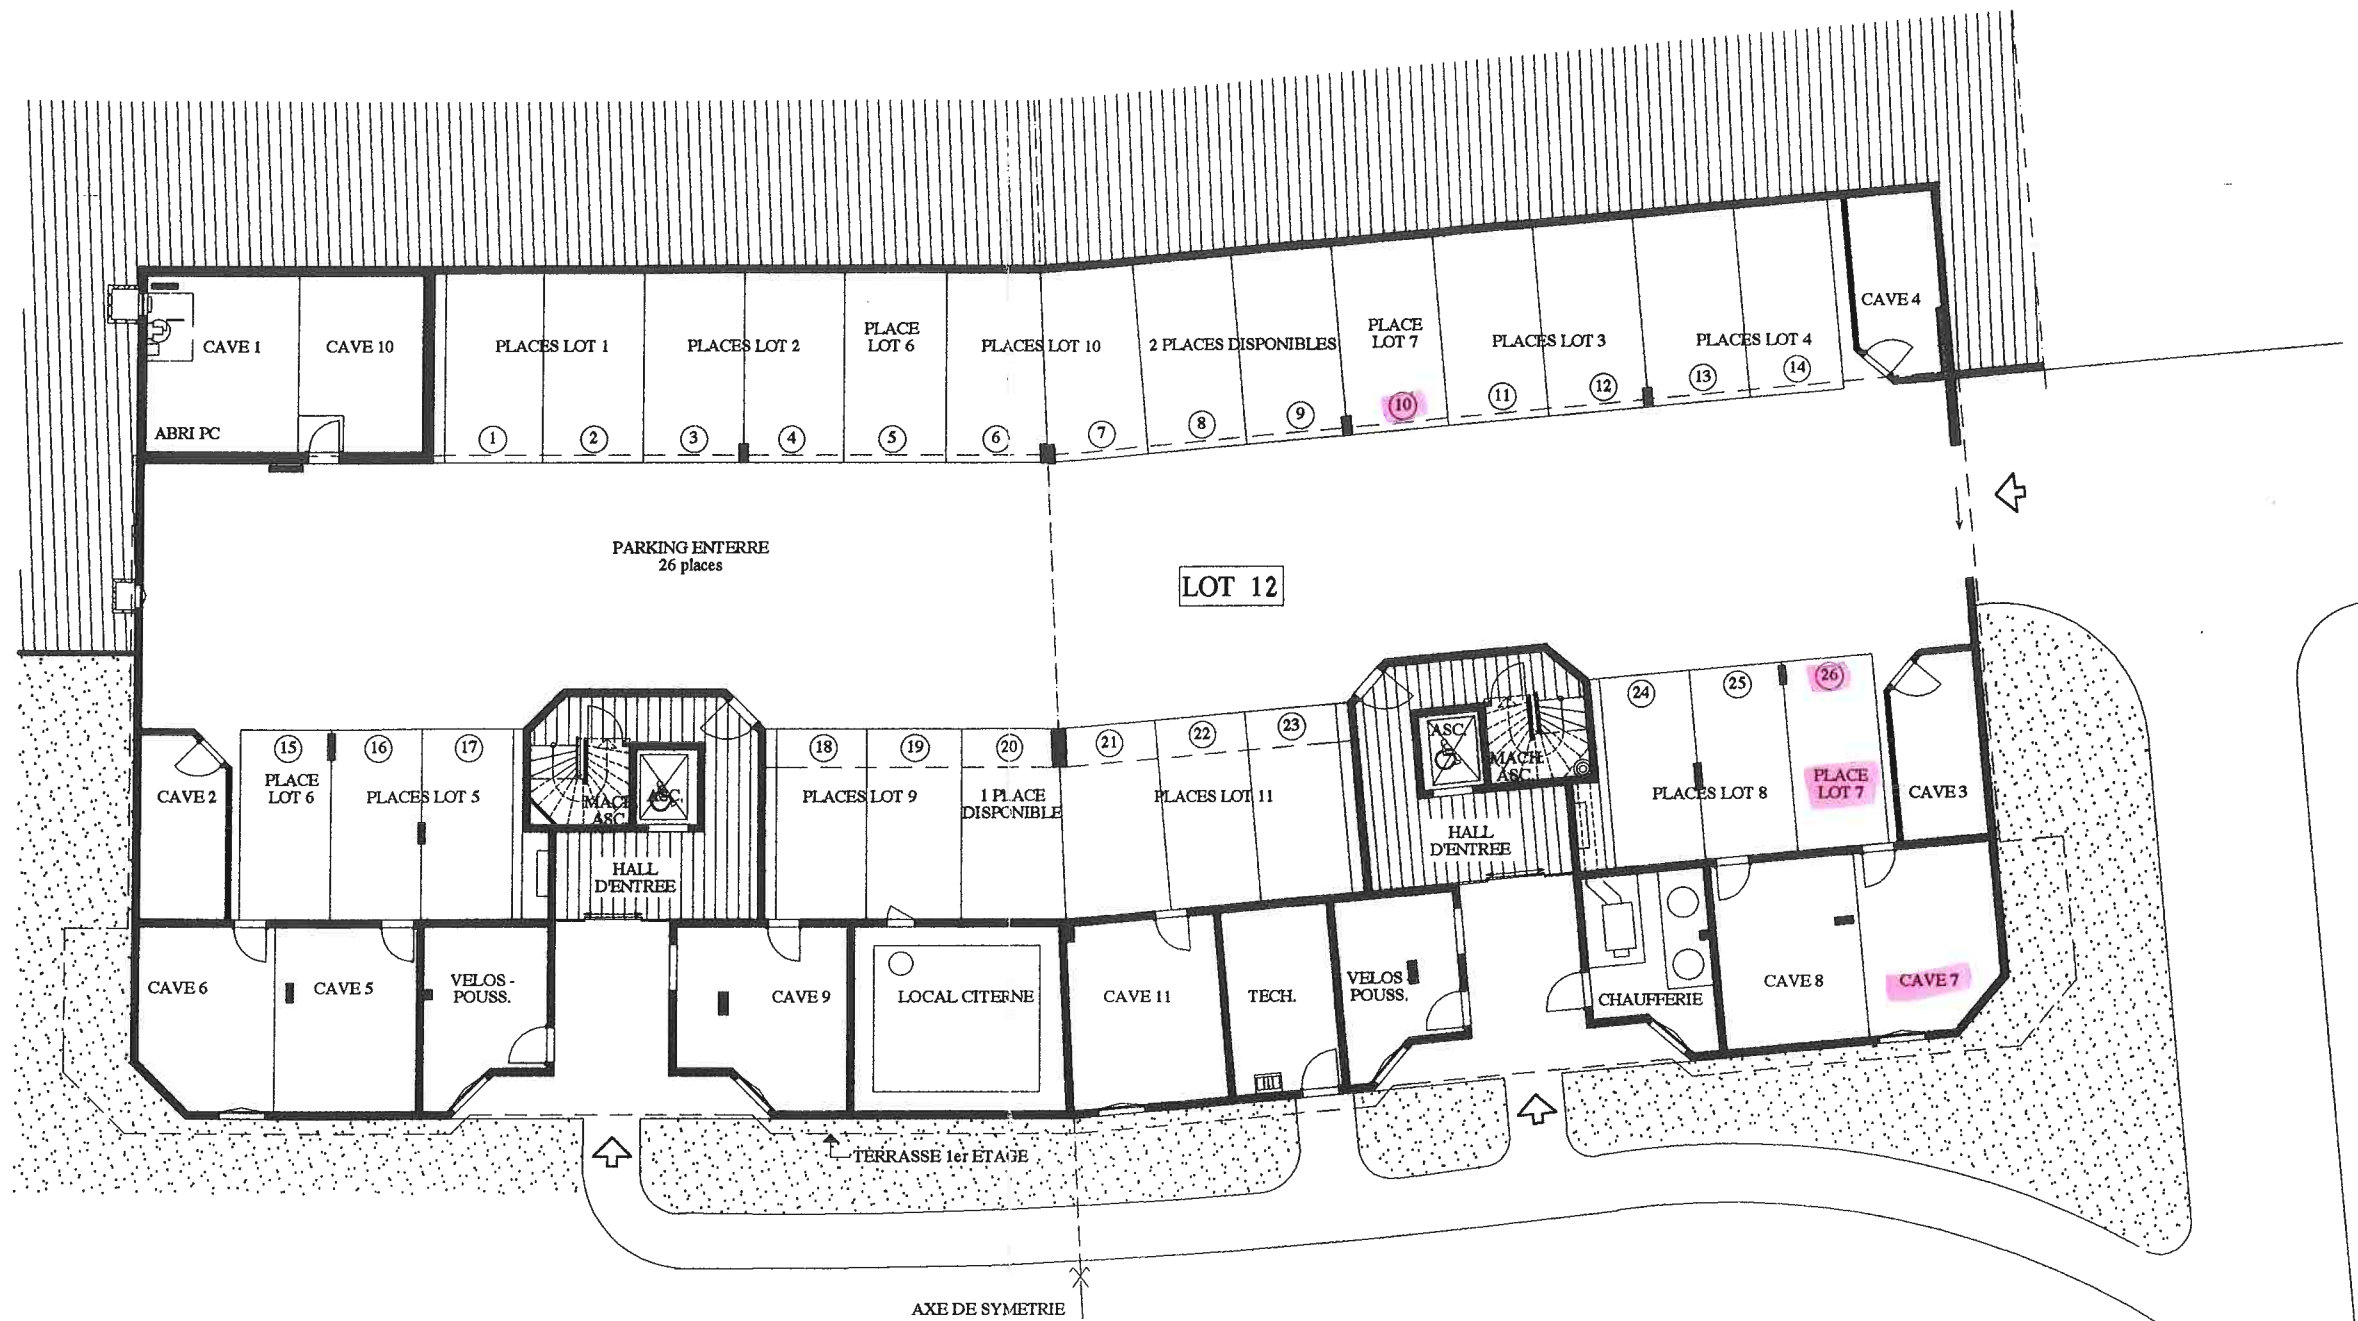 CAVE 1
CAVE 10
ABRI PC
PLACES LOT 1
PLACES LOT 2
PLACE
LOT 6
PLACES LOT 10
2 PLACES DISPONIBLES
PLACE
LOT 7
PLACES LOT 3
PLACES LOT 4
CAVE 4
1
2
3
4
5
6
7
8
9
10
11
12
13
14
PARKING ENTERRE
26 places
LOT 12
15
16
17
18
19
20
21
22
23
24
25
26
CAVE 2
PLACE
LOT 6
PLACES LOT 5
MACH.
ASC.
ASC.
HALL
D'ENTREE
PLACES LOT 9
1 PLACE
DISPONIBLE
PLACES LOT 11
ASC.
MACH.
ASC.
HALL
D'ENTREE
PLACES LOT 8
PLACE
LOT 7
CAVE 3
CAVE 6
CAVE 5
VELOS -
POUSS.
CAVE 9
LOCAL CITERNE
CAVE 11
TECH.
VELOS -
POUSS.
CHAUFFERIE
CAVE 8
CAVE 7
TERRASSE 1er ETAGE
AXE DE SYMETRIE